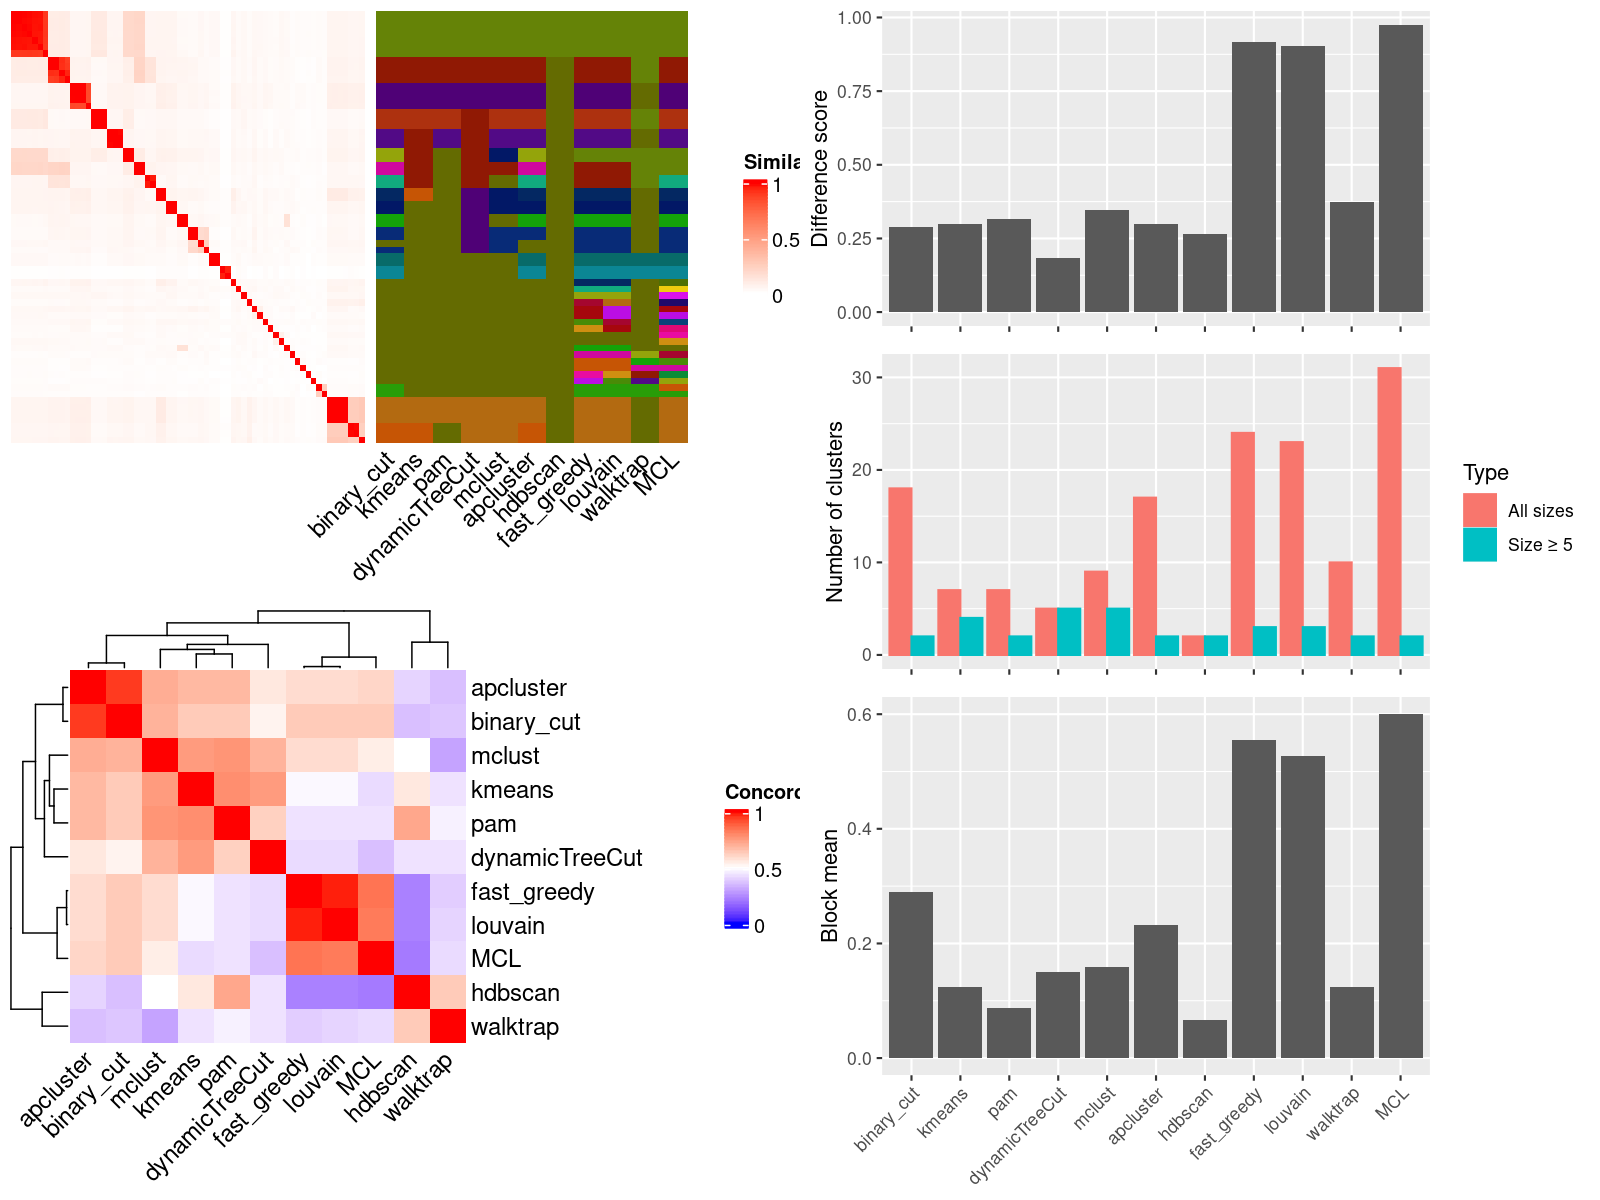 Simila
1
0.5
0
binary_cut
kmeans
pam
dynamicTreeCut
mclust
apcluster
hdbscan
fast_greedy
louvain
walktrap
MCL
apcluster
binary_cut
mclust
kmeans
pam
dynamicTreeCut
fast_greedy
louvain
MCL
hdbscan
walktrap
apcluster
binary_cut
mclust
kmeans
pam
dynamicTreeCut
fast_greedy
louvain
MCL
hdbscan
walktrap
Concord
1
0.5
0
Difference score
1.00
0.75
0.50
0.25
0.00
Number of clusters
30
20
10
0
Type
All sizes
Size ≥ 5
Block mean
0.6
0.4
0.2
0.0
binary_cut
kmeans
pam
dynamicTreeCut
mclust
apcluster
hdbscan
fast_greedy
louvain
walktrap
MCL